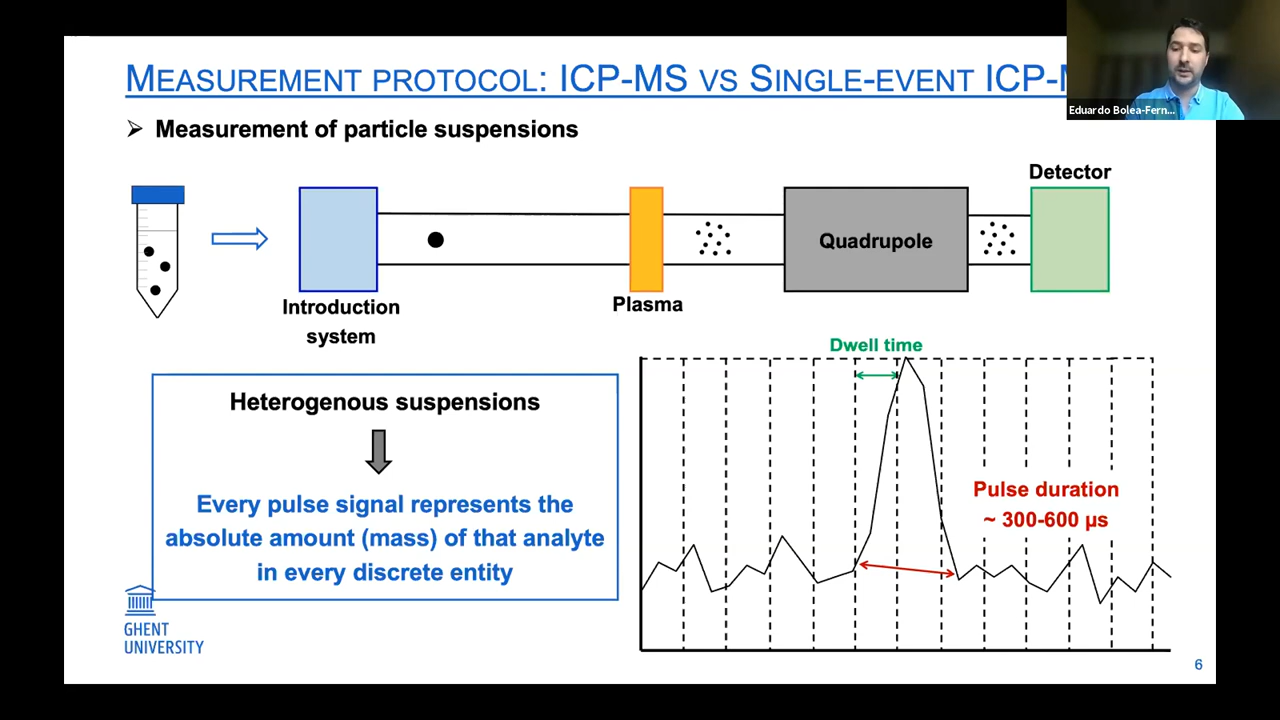 MEASUREMENT PROTOCOL: ICP-MS VS SINGLE-EVENT ICP-
Eduardo Bolea-Fern...
➢ Measurement of particle suspensions
Detector
Quadrupole
Introduction
system
Plasma
Dwell time
Heterogenous suspensions
Every pulse signal represents the
absolute amount (mass) of that analyte
in every discrete entity
Pulse duration
~ 300-600 µs
GHENT
UNIVERSITY
6